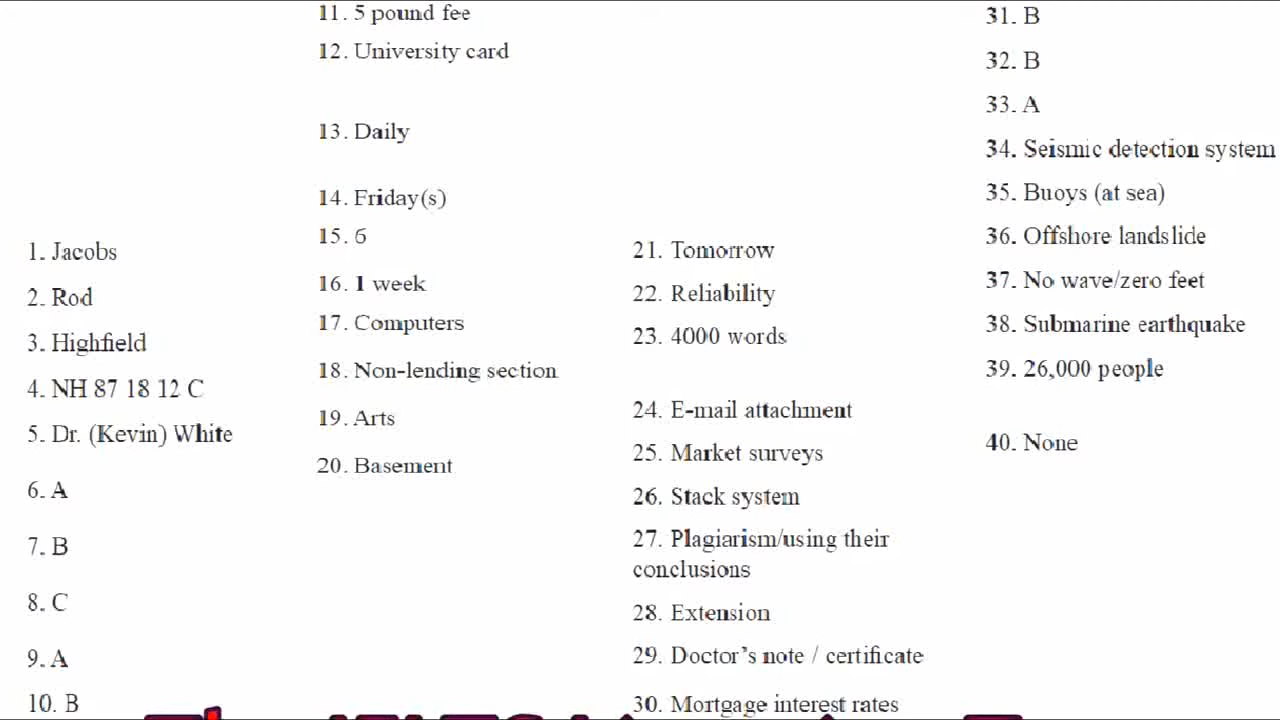 1. Jacobs
2. Rod
3. Highfield
4. NH 87 18 12 C
5. Dr. (Kevin) White
6. A
7. B
8. C
9. A
10. B
11. 5 pound fee
12. University card
13. Daily
14. Friday(s)
15. 6
16. 1 week
17. Computers
18. Non-lending section
19. Arts
20. Basement
21. Tomorrow
22. Reliability
23. 4000 words
24. E-mail attachment
25. Market surveys
26. Stack system
27. Plagiarism/using their
conclusions
28. Extension
29. Doctor's note / certificate
30. Mortgage interest rates
31. B
32. B
33. A
34. Seismic detection system
35. Buoys (at sea)
36. Offshore landslide
37. No wave/zero feet
38. Submarine earthquake
39. 26,000 people
40. None